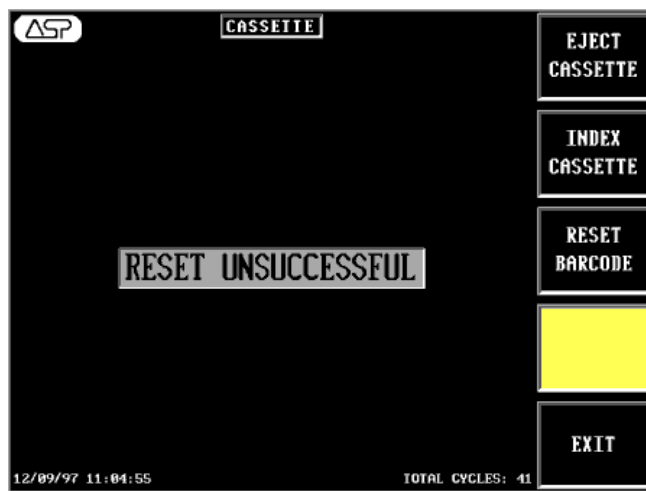 ASP
CASSETTE
EJECT
CASSETTE
INDEX
CASSETTE
RESET
BARCODE
RESET UNSUCCESSFUL
EXIT
12/09/97 11:04:55
TOTAL CYCLES: 41